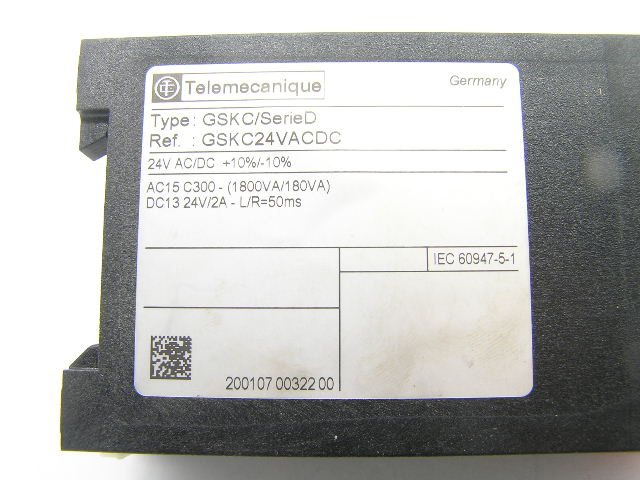 Telemecanique
Germany
Type : GSKC/SerieD
Ref. : GSKC24VACDC
24V AC/DC +10%/-10%
AC15 C300 - (1800VA/180VA)
DC13 24V/2A - L/R=50ms
IEC 60947-5-1
200107 00322 00